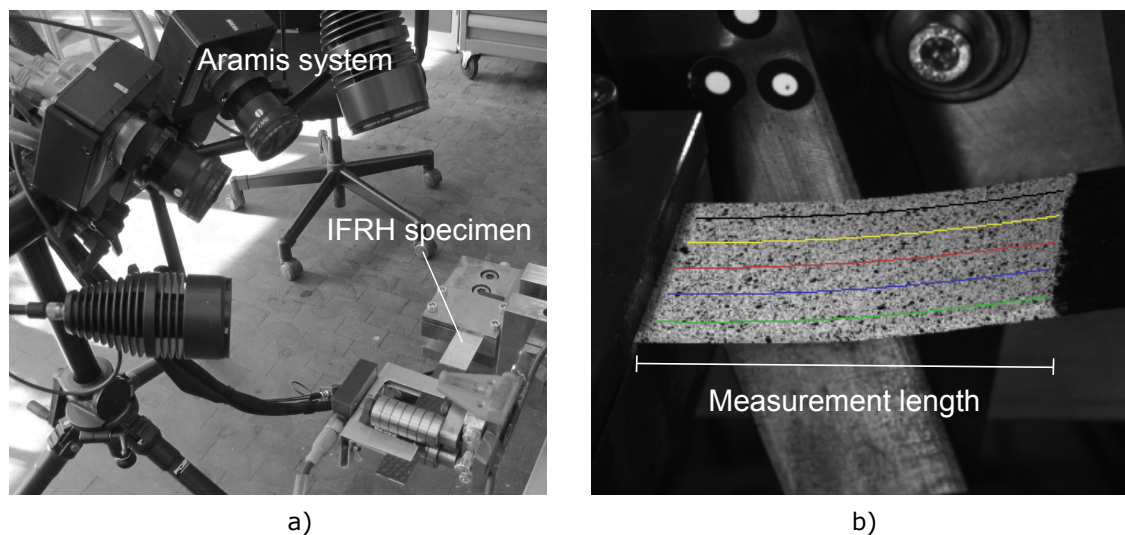 Aramis system
IFRH specimen
Measurement length
a)
b)